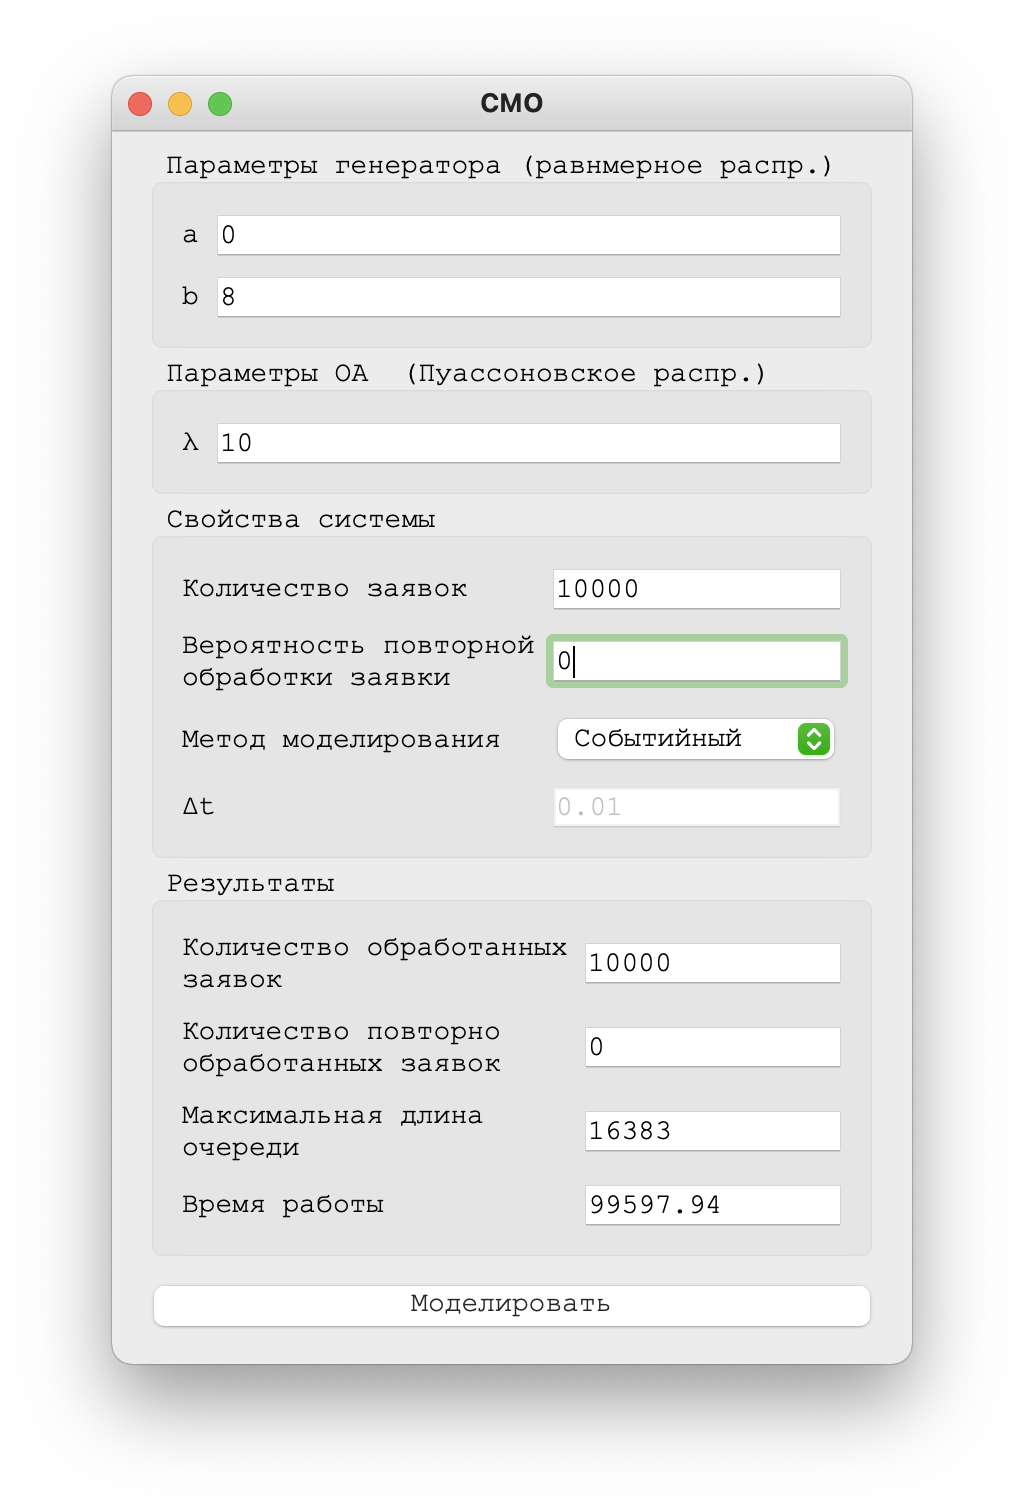 СМО
Параметры генератора (равнмерное распр.)
a 0
b 8
Параметры ОА (Пуассоновское распр.)
λ 10
Свойства системы
Количество заявок 10000
Вероятность повторной
обработки заявки 0
Метод моделирования Событийный
Δt 0.01
Результаты
Количество обработанных
заявок 10000
Количество повторно
обработанных заявок 0
Максимальная длина
очереди 16383
Время работы 99597.94
Моделировать